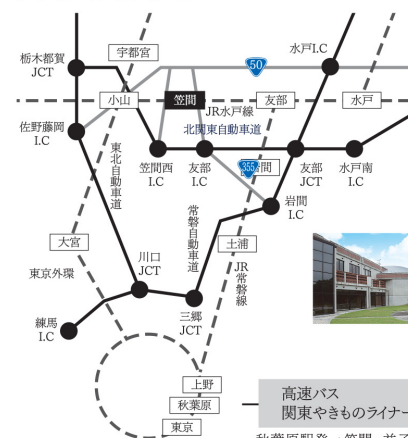 宇都宮
栃木都賀
JCT
50
水戸I.C
小山
笠間
JR水戸線
友部
水戸
佐野藤岡
I.C
北関東自動車道
東北自動車道
笠間西
I.C
友部
I.C
355
岩間
友部
JCT
水戸南
I.C
岩間
I.C
常磐自動車道
大宮
土浦
JR常磐線
東京外環
川口
JCT
三郷
JCT
練馬
I.C
上野
秋葉原
東京
高速バス
関東やきものライナー